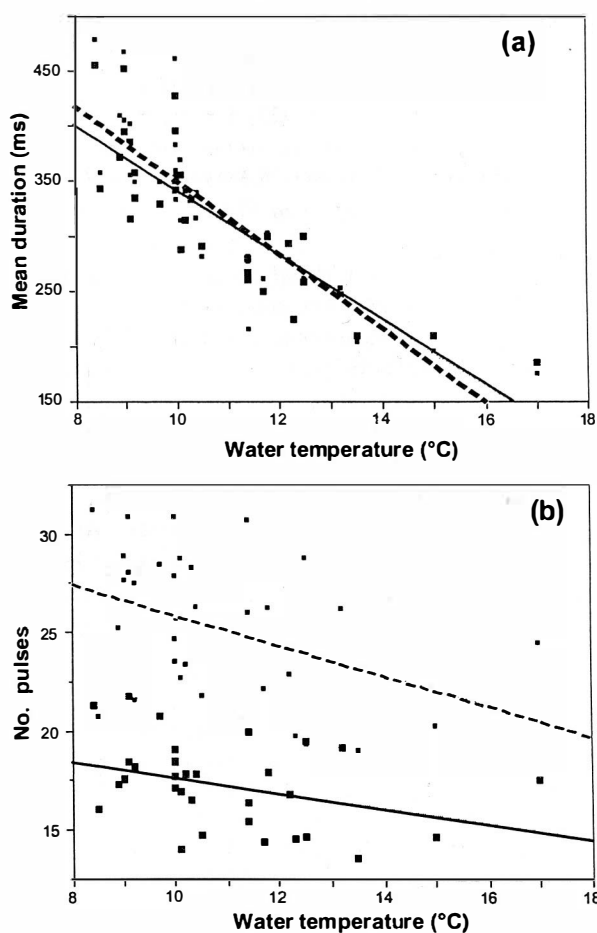 (a)
Mean duration (ms)
450
350
250
150
8 10 12 14 16 18
Water temperature (°C)
(b)
No. pulses
30
25
20
15
8 10 12 14 16 18
Water temperature (°C)